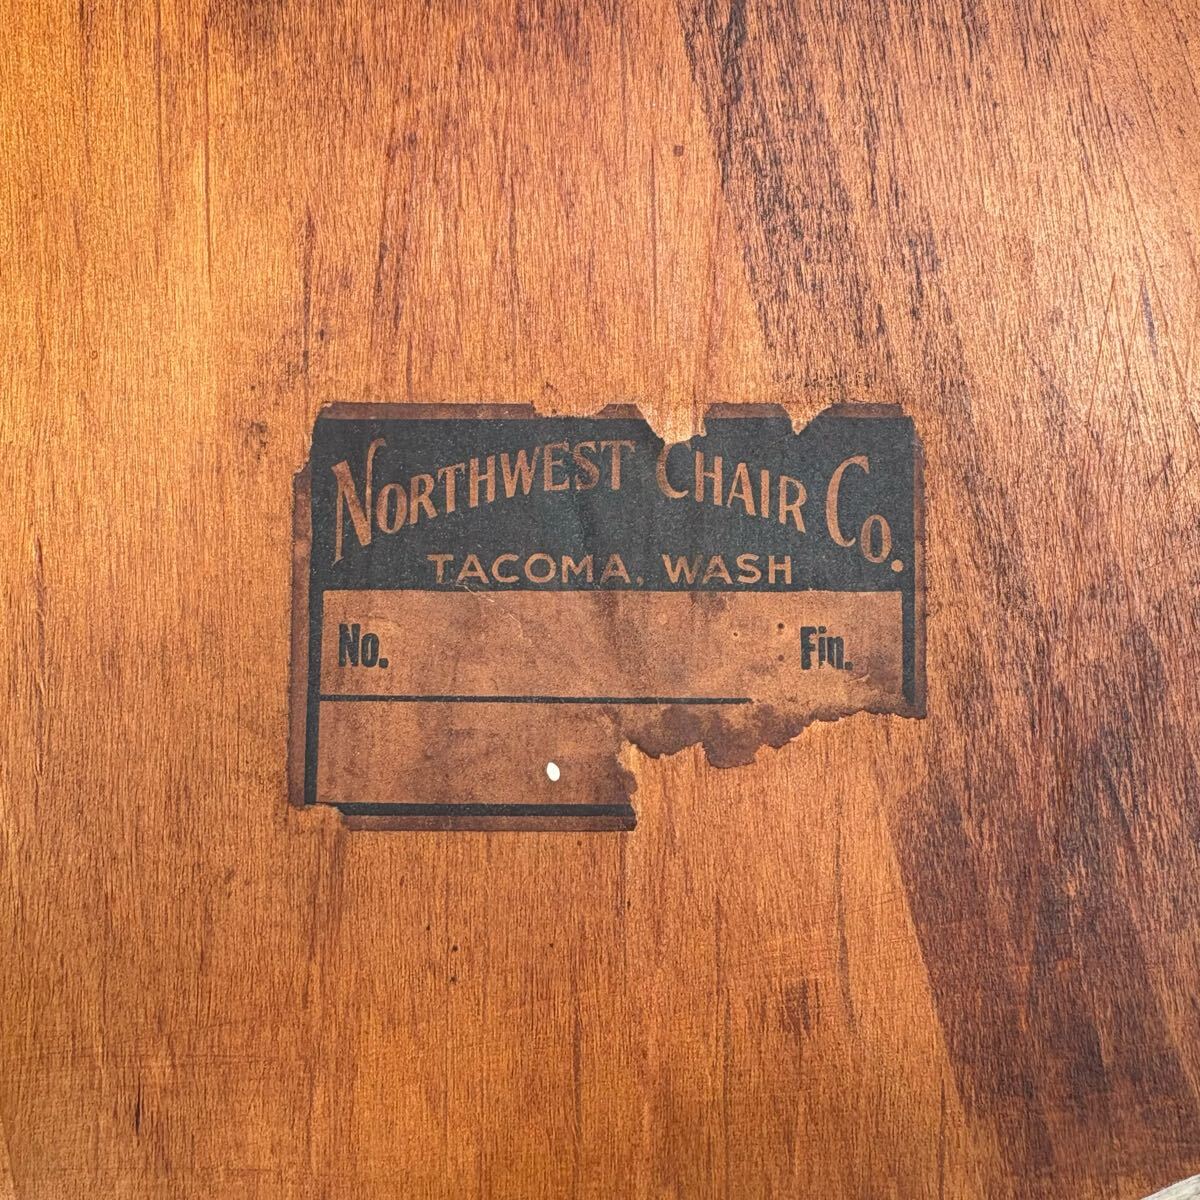 NORTHWEST CHAIR CO.
TACOMA, WASH
No. Fin.